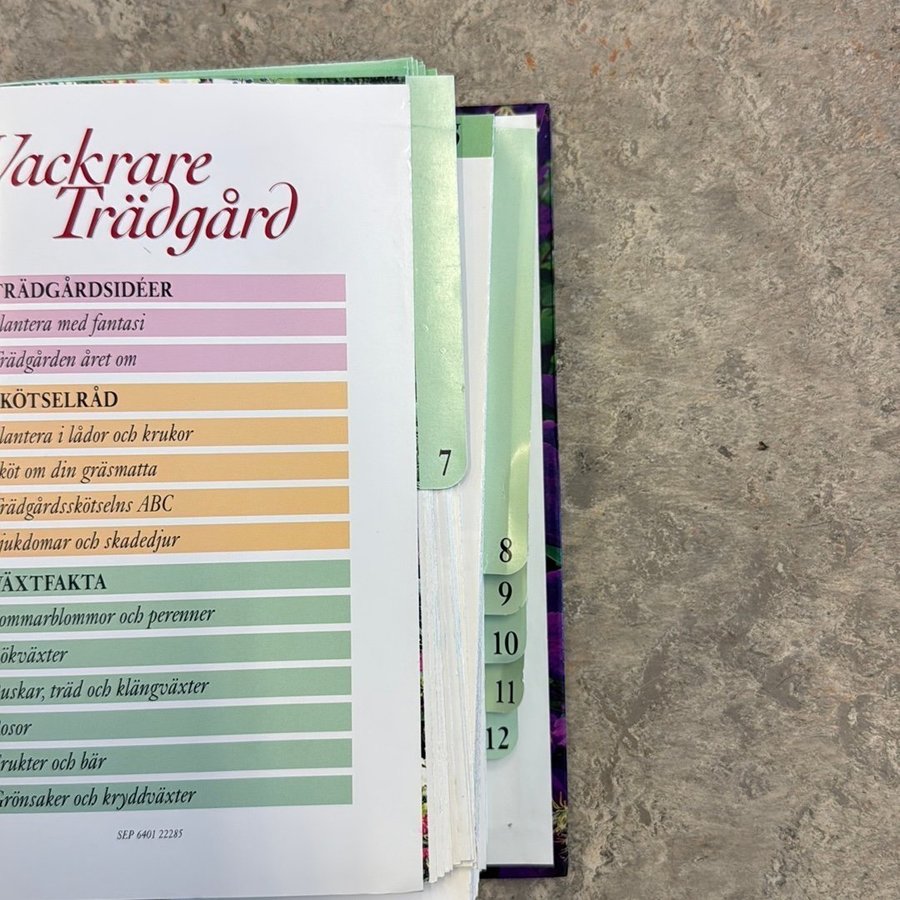 Vackrare
Trädgård
TRÄDGÅRDSIDÉER
lantera med fantasi
rädgården året om
KÖTSELRÅD
lantera i lådor och krukor
köt om din gräsmatta
rädgårdsskötselns ABC
jukdomar och skadedjur
VÄXTFAKTA
ommarblommor och perenner
ökväxter
uskar, träd och klängväxter
osor
rukter och bär
Grönsaker och kryddväxter
SEP 6401 22285
7
8
9
10
11
12